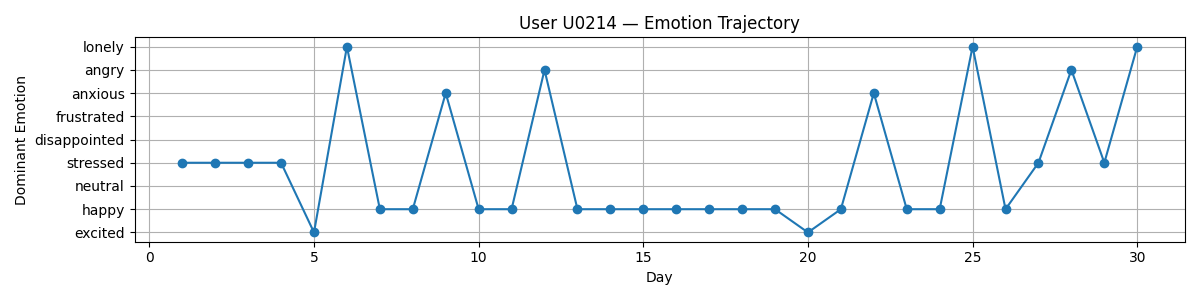 User U0214 — Emotion Trajectory
Dominant Emotion
lonely
angry
anxious
frustrated
disappointed
stressed
neutral
happy
excited
0 5 10 15 20 25 30
Day